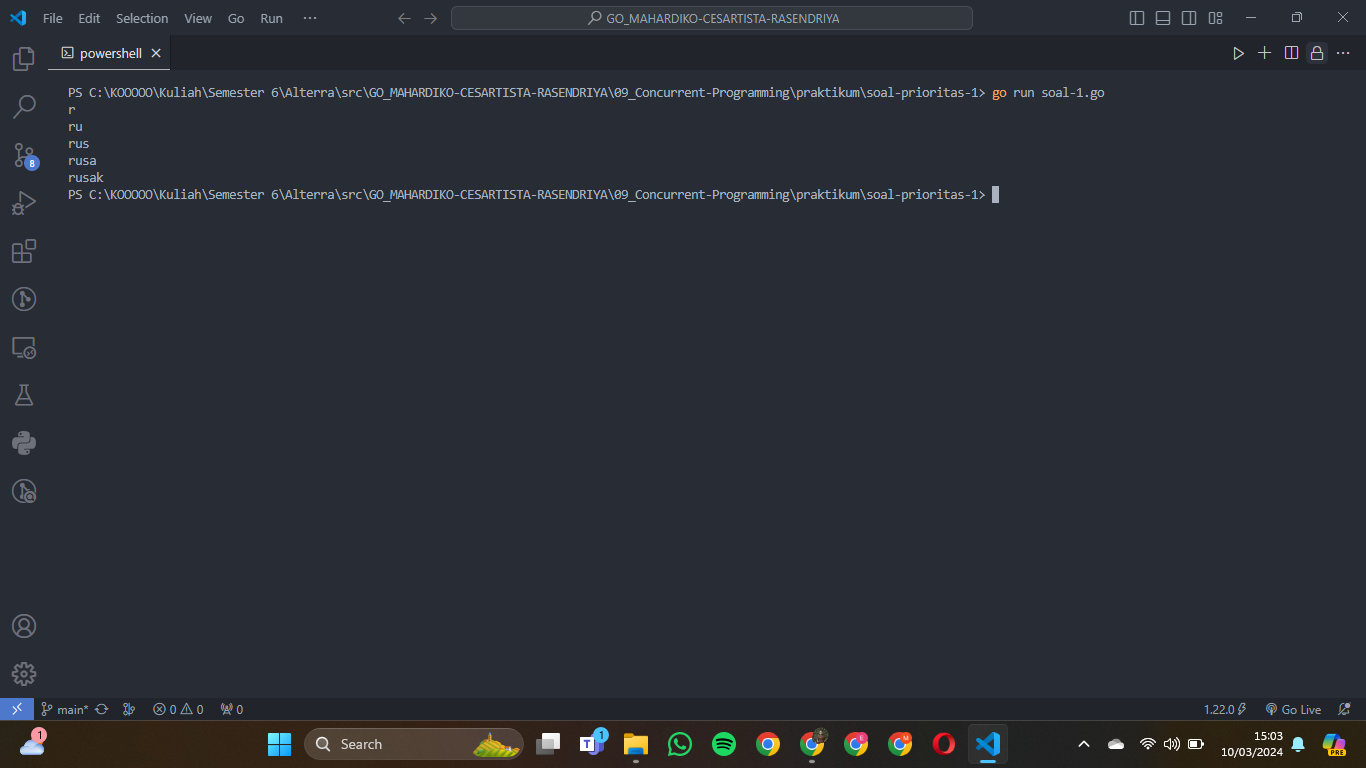 File Edit Selection View Go Run ··· GO_MAHARDIKO-CESARTISTA-RASENDRIYA
powershell
PS C:\KOOOOO\Kuliah\Semester 6\Alterra\src\GO_MAHARDIKO-CESARTISTA-RASENDRIYA\09_Concurrent-Programming\praktikum\soal-prioritas-1> go run soal-1.go
r
ru
rus
rusa
rusak
PS C:\KOOOOO\Kuliah\Semester 6\Alterra\src\GO_MAHARDIKO-CESARTISTA-RASENDRIYA\09_Concurrent-Programming\praktikum\soal-prioritas-1>
8
main* 0 0 0 1.22.0 Go Live
1 Search 1 15:03
10/03/2024
PRE